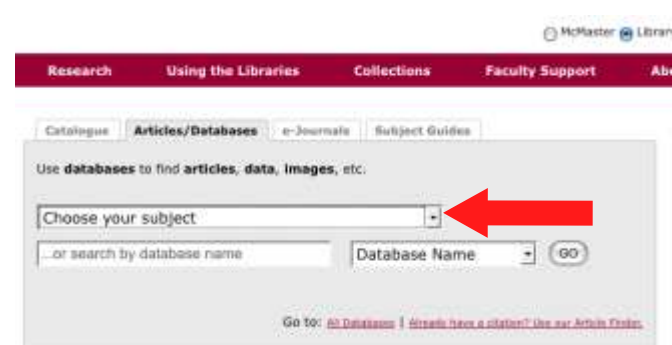 McMaster Librar
Research Using the Libraries Collections Faculty Support Abo
Catalogue Articles/Databases e-Journals Subject Guides
Use databases to find articles, data, images, etc.
Choose your subject
...or search by database name Database Name GO
Go to: All Databases | Already have a citation? Use our Article Finder.